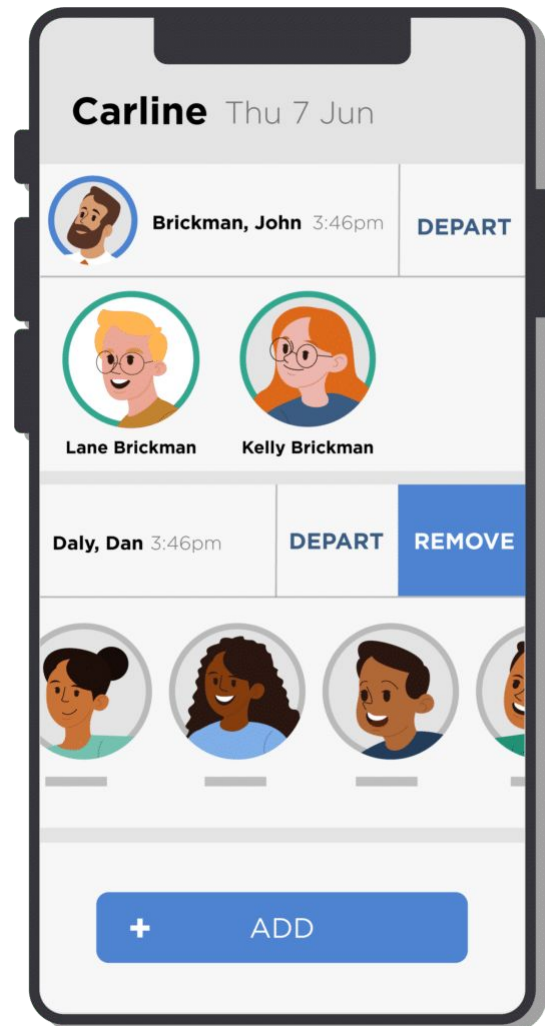 Carline Thu 7 Jun
Brickman, John 3:46pm DEPART
Lane Brickman Kelly Brickman
Daly, Dan 3:46pm DEPART REMOVE
+ ADD